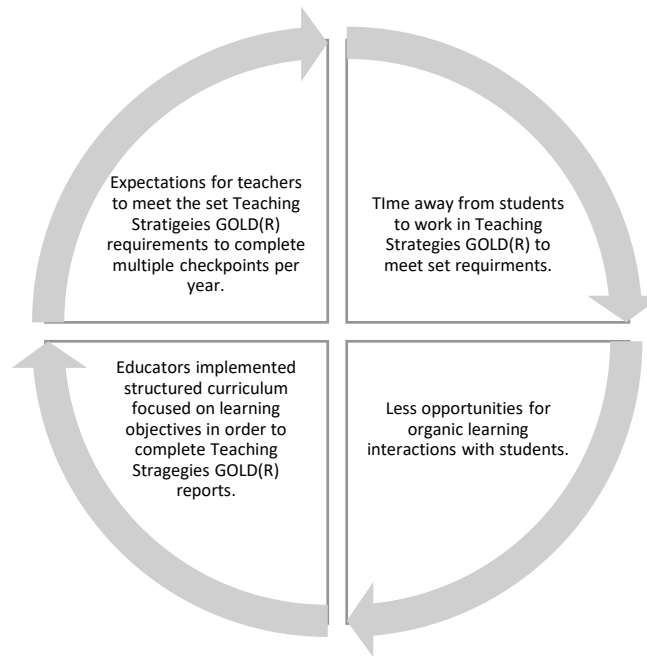 Expectations for teachers
to meet the set Teaching
Stratigeies GOLD(R)
requirements to complete
multiple checkpoints per
year.
TIme away from students
to work in Teaching
Strategies GOLD(R) to
meet set requirments.
Educators implemented
structured curriculum
focused on learning
objectives in order to
complete Teaching
Stragegies GOLD(R)
reports.
Less opportunities for
organic learning
interactions with students.